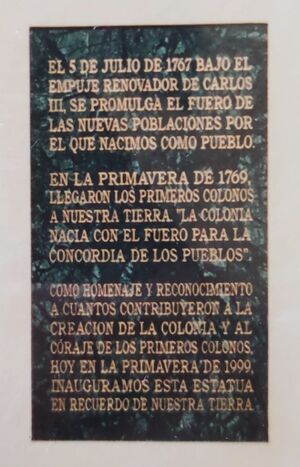 EL 5 DE JULIO DE 1767 BAJO EL
EMPUJE RENOVADOR DE CARLOS
III, SE PROMULGA EL FUERO DE
LAS NUEVAS POBLACIONES POR
EL QUE NACIMOS COMO PUEBLO.
EN LA PRIMAVERA DE 1769,
LLEGARON LOS PRIMEROS COLONOS
A NUESTRA TIERRA. "LA COLONIA
NACIA CON EL FUERO PARA LA
CONCORDIA DE LOS PUEBLOS".
COMO HOMENAJE Y RECONOCIMIENTO
A CUANTOS CONTRIBUYERON A LA
CREACION DE LA COLONIA Y AL
CORAJE DE LOS PRIMEROS COLONOS,
HOY EN LA PRIMAVERA DE 1999,
INAUGURAMOS ESTA ESTATUA
EN RECUERDO DE NUESTRA TIERRA